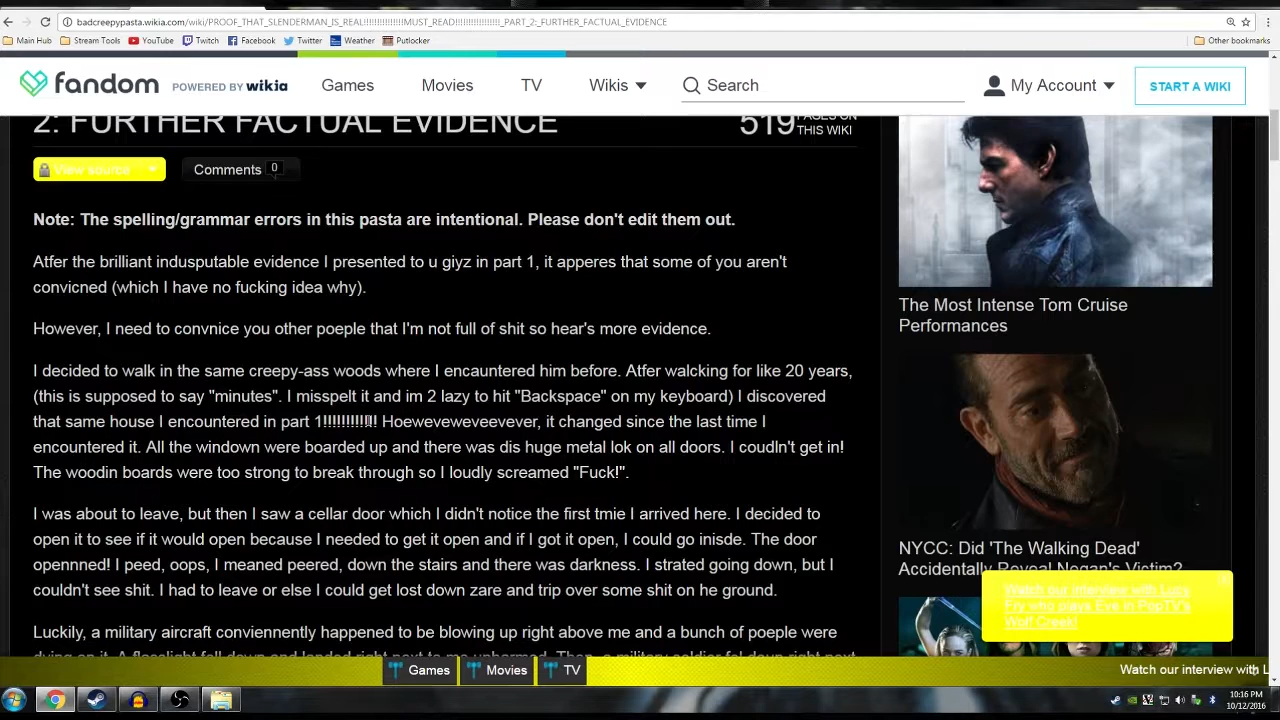 badcreepypasta.wikia.com/wiki/PROOF_THAT_SLENDERMAN_IS_REAL!!!!!!!!!!!!!!!MUST_READ!!!!!!!!!!!!!!!!!_PART_2:_FURTHER_FACTUAL_EVIDENCE
Main Hub Stream Tools YouTube Twitch Facebook Twitter Weather Putlocker Other bookmarks
fandom POWERED BY wikia Games Movies TV Wikis Search My Account START A WIKI
2: FURTHER FACTUAL EVIDENCE
519 PAGES ON THIS WIKI
View source Comments 0
Note: The spelling/grammar errors in this pasta are intentional. Please don't edit them out.
Atfer the brilliant indusputable evidence I presented to u giyz in part 1, it apperes that some of you aren't
convicned (which I have no fucking idea why).
However, I need to convnice you other poeple that I'm not full of shit so hear's more evidence.
I decided to walk in the same creepy-ass woods where I encauntered him before. Atfer walcking for like 20 years,
(this is supposed to say "minutes". I misspelt it and im 2 lazy to hit "Backspace" on my keyboard) I discovered
that same house I encountered in part 1!!!!!!!!!!!! Hoeweveweveevever, it changed since the last time I
encountered it. All the windown were boarded up and there was dis huge metal lok on all doors. I coudln't get in!
The woodin boards were too strong to break through so I loudly screamed "Fuck!".
I was about to leave, but then I saw a cellar door which I didn't notice the first tmie I arrived here. I decided to
open it to see if it would open because I needed to get it open and if I got it open, I could go inisde. The door
opennned! I peed, oops, I meaned peered, down the stairs and there was darkness. I strated going down, but I
couldn't see shit. I had to leave or else I could get lost down zare and trip over some shit on he ground.
Luckily, a military aircraft conviennently happened to be blowing up right above me and a bunch of poeple were
The Most Intense Tom Cruise
Performances
NYCC: Did 'The Walking Dead'
Accidentally Reveal Negan's Victim?
Watch our interview with Lucy
Fry who plays Eve in PopTV's
Wolf Creek!
Games Movies TV
Watch our interview with L
10:16 PM
10/12/2016